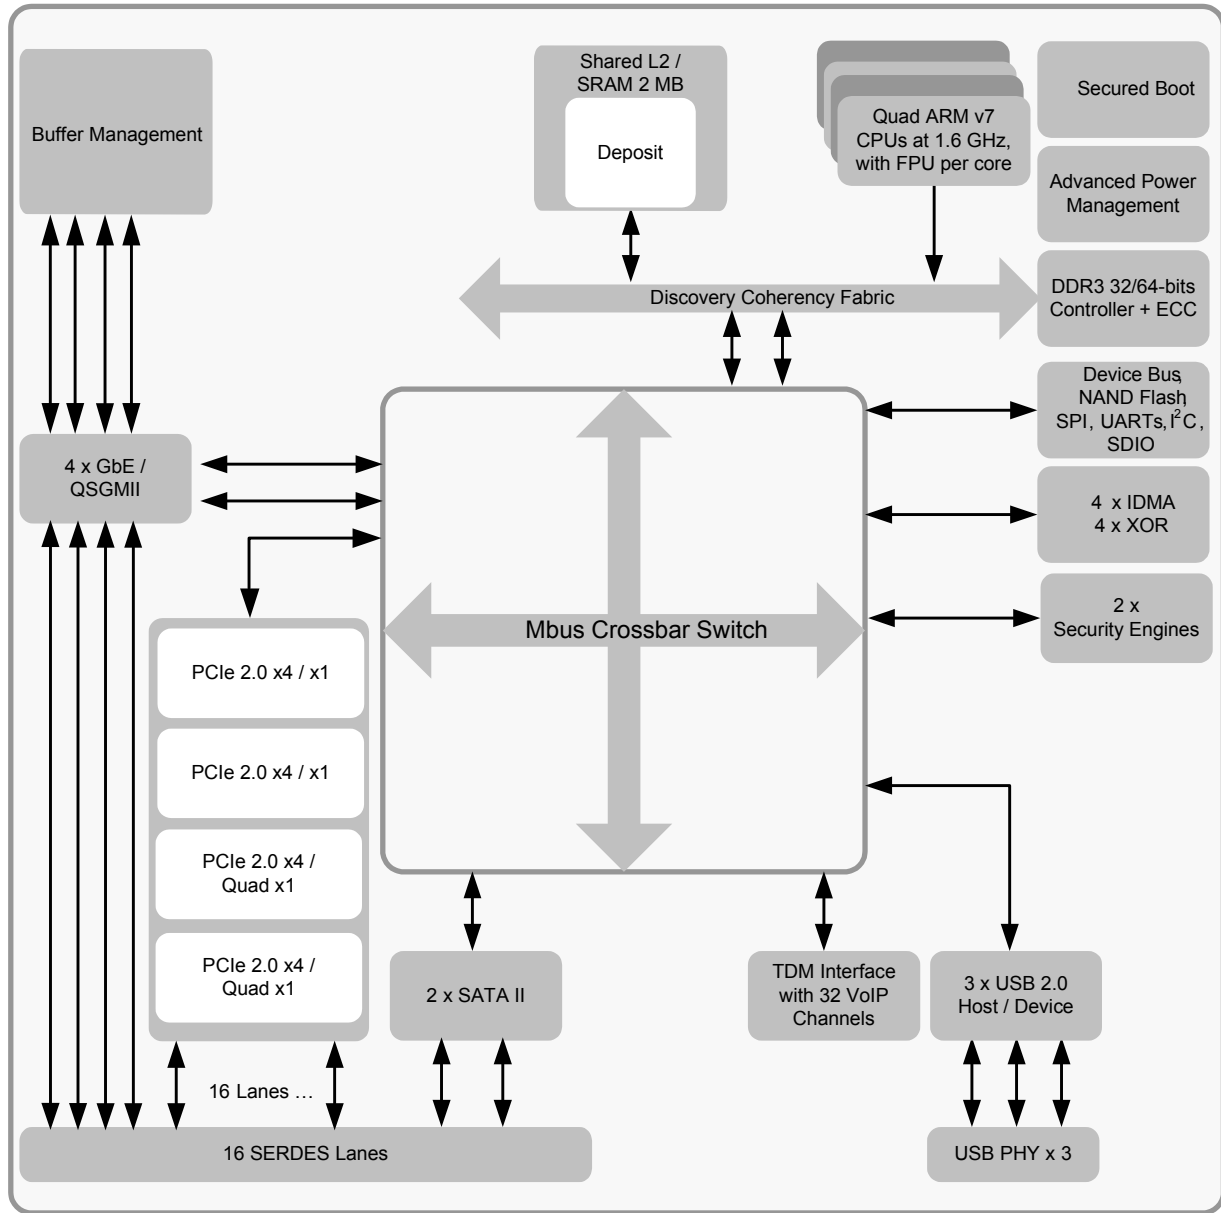 Buffer Management
Shared L2 /
SRAM 2 MB
Deposit
Quad ARM v7
CPUs at 1.6 GHz,
with FPU per core
Secured Boot
Advanced Power
Management
Discovery Coherency Fabric
DDR3 32/64-bits
Controller + ECC
Device Bus,
NAND Flash,
SPI, UARTs, I²C,
SDIO
4 x GbE /
QSGMII
4 x IDMA
4 x XOR
2 x
Security Engines
Mbus Crossbar Switch
PCIe 2.0 x4 / x1
PCIe 2.0 x4 / x1
PCIe 2.0 x4 /
Quad x1
PCIe 2.0 x4 /
Quad x1
2 x SATA II
TDM Interface
with 32 VoIP
Channels
3 x USB 2.0
Host / Device
16 Lanes ...
16 SERDES Lanes
USB PHY x 3